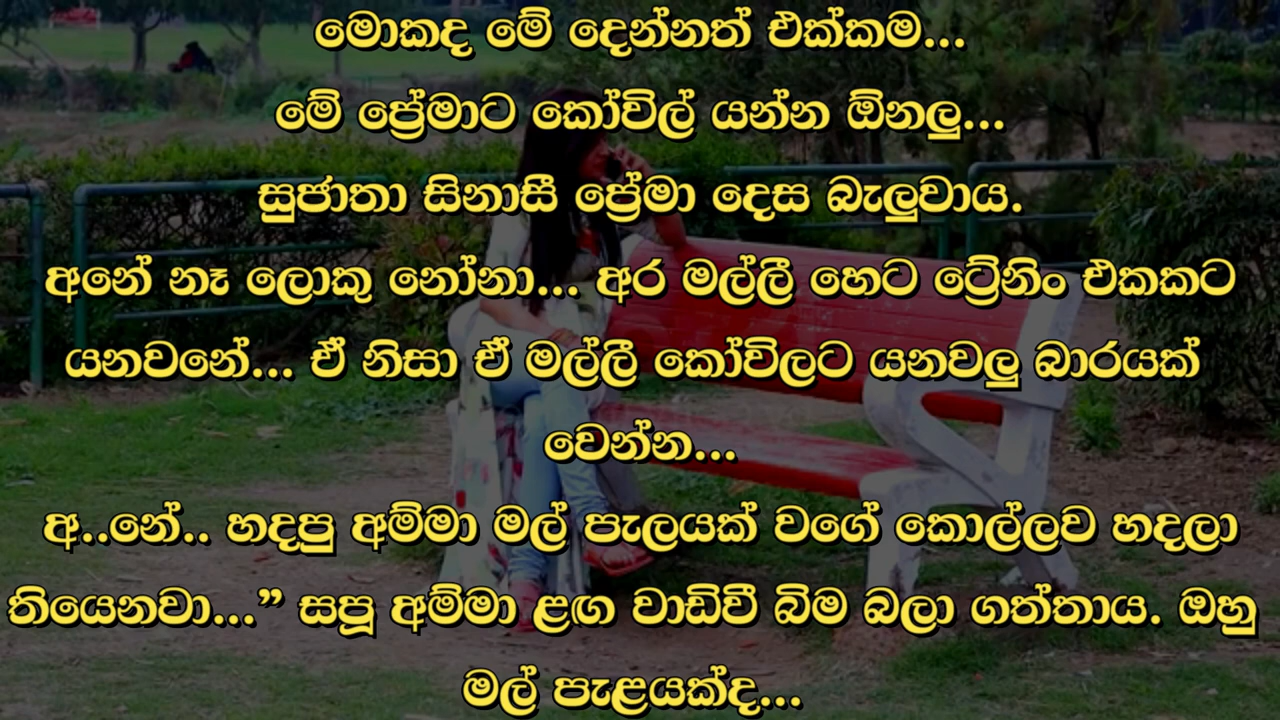 මොකද මේ දෙන්නත් එක්කම...
මේ ප්‍රේමාට කෝවිල් යන්න ඕනලු...
සුජාතා සිනාසී ප්‍රේමා දෙස බැලුවාය.
අනේ නෑ ලොකු නෝනා... අර මල්ලී හෙට ට්‍රේනිං එකකට
යනවනේ... ඒ නිසා ඒ මල්ලී කෝවිලට යනවලු බාරයක්
වෙන්න...
අ..නේ.. හදපු අම්මා මල් පැලයක් වගේ කොල්ලව හදලා
තියෙනවා...” සපූ අම්මා ළඟ වාඩිවී බිම බලා ගත්තාය. ඔහු
මල් පැළයක්ද...